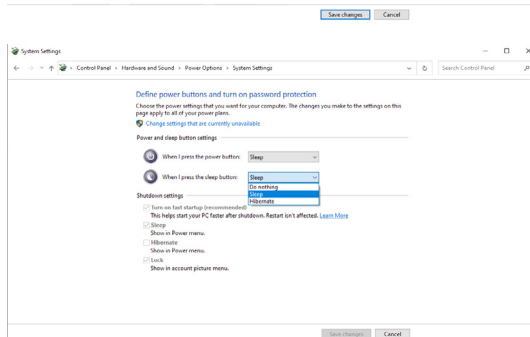 Save changes Cancel
System Settings
Control Panel > Hardware and Sound > Power Options > System Settings Search Control Panel
Define power buttons and turn on password protection
Choose the power settings that you want for your computer. The changes you make to the settings on this
page apply to all of your power plans.
Change settings that are currently unavailable
Power and sleep button settings
When I press the power button: Sleep
When I press the sleep button: Sleep
Do nothing
Sleep
Hibernate
Shutdown settings
Turn on fast startup (recommended)
This helps start your PC faster after shutdown. Restart isn't affected. Learn More
Sleep
Show in Power menu.
Hibernate
Show in Power menu.
Lock
Show in account picture menu.
Save changes Cancel